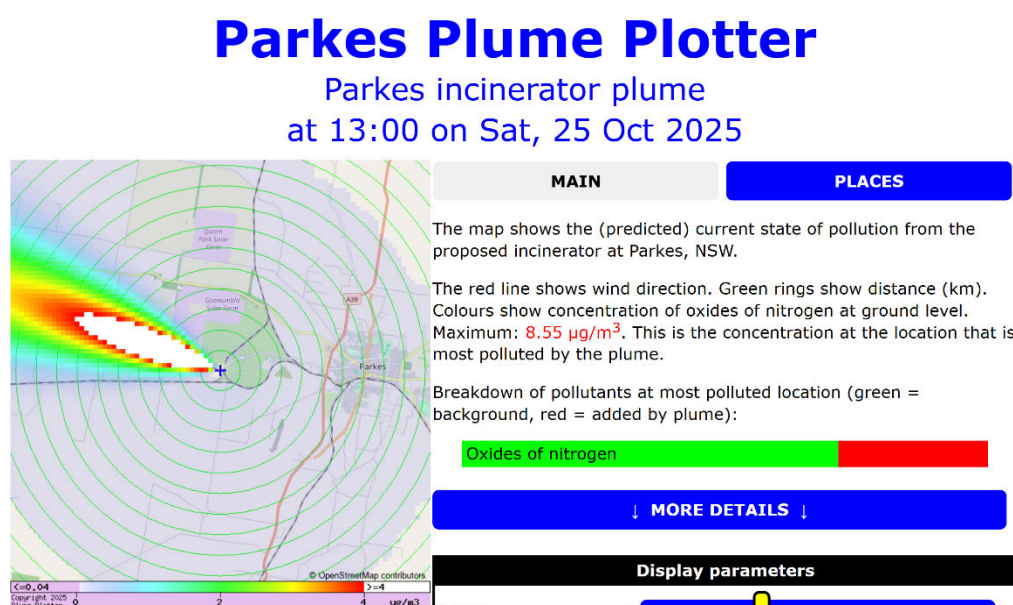 Parkes Plume Plotter
Parkes incinerator plume
at 13:00 on Sat, 25 Oct 2025
MAIN
PLACES
The map shows the (predicted) current state of pollution from the
proposed incinerator at Parkes, NSW.
The red line shows wind direction. Green rings show distance (km).
Colours show concentration of oxides of nitrogen at ground level.
Maximum: 8.55 µg/m³. This is the concentration at the location that is
most polluted by the plume.
Breakdown of pollutants at most polluted location (green =
background, red = added by plume):
Oxides of nitrogen
↓ MORE DETAILS ↓
Display parameters
Quorn
Park Solar
Farm
Goonumbla
Solar Farm
A39
Parkes
© OpenStreetMap contributors
<=0.04
>=4
Copyright 2025
Plume Plotter
0
2
4
µg/m3